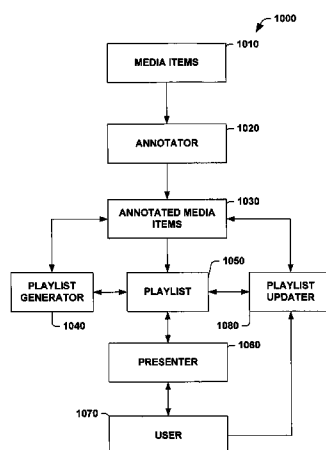 1000
1010
MEDIA ITEMS
1020
ANNOTATOR
1030
ANNOTATED MEDIA
ITEMS
1050
PLAYLIST
GENERATOR
PLAYLIST
PLAYLIST
UPDATER
1040
1080
1060
PRESENTER
1070
USER